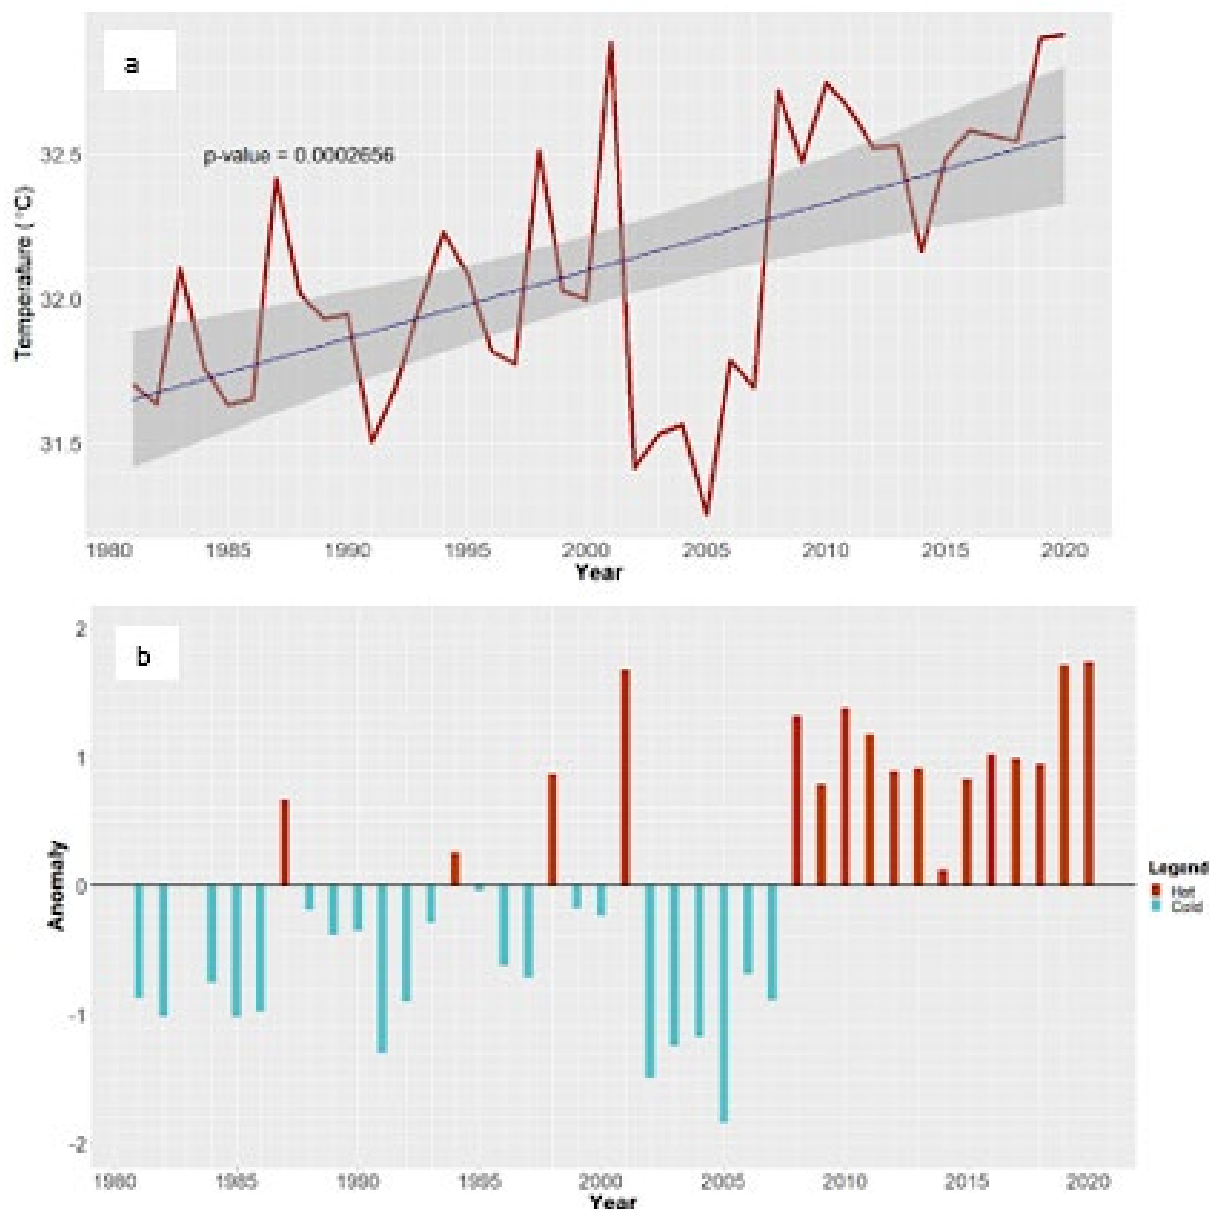 a
p-value = 0.0002656
32.5
32.0
31.5
Temperature (°C)
1980 1985 1990 1995 2000 2005 2010 2015 2020
Year
b
2
1
0
-1
-2
Anomaly
Legend
Hot
Cold
1980 1985 1990 1995 2000 2005 2010 2015 2020
Year